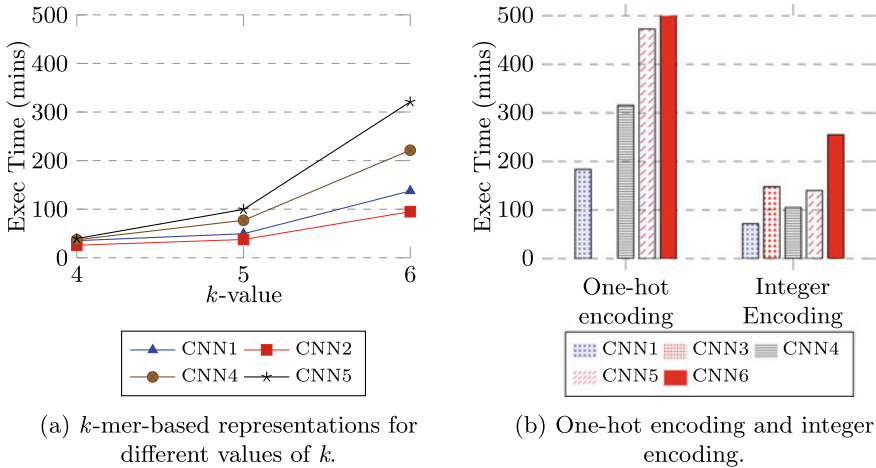 500
400
300
200
100
0
Exec Time (mins)
4
5
6
k-value
CNN1
CNN2
CNN4
CNN5
(a) k-mer-based representations for
different values of k.
500
400
300
200
100
0
Exec Time (mins)
One-hot
encoding
Integer
Encoding
CNN1
CNN3
CNN4
CNN5
CNN6
(b) One-hot encoding and integer
encoding.